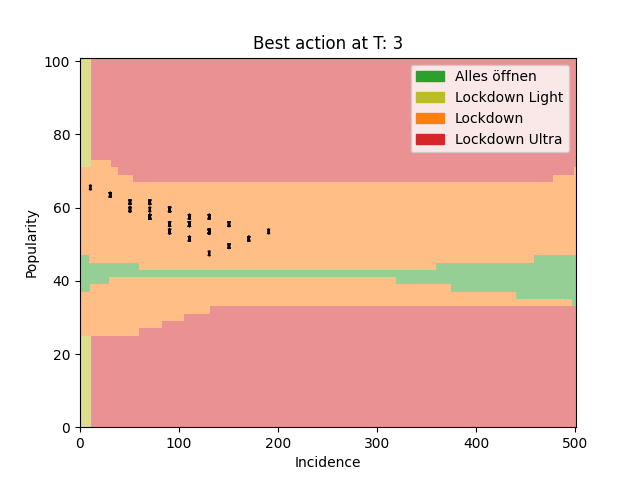 Best action at T: 3
Alles öffnen
Lockdown Light
Lockdown
Lockdown Ultra
100
80
60
40
20
0
Popularity
0 100 200 300 400 500
Incidence